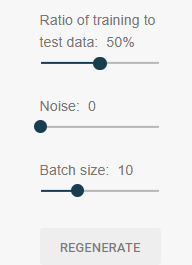 Ratio of training to
test data: 50%
Noise: 0
Batch size: 10
REGENERATE